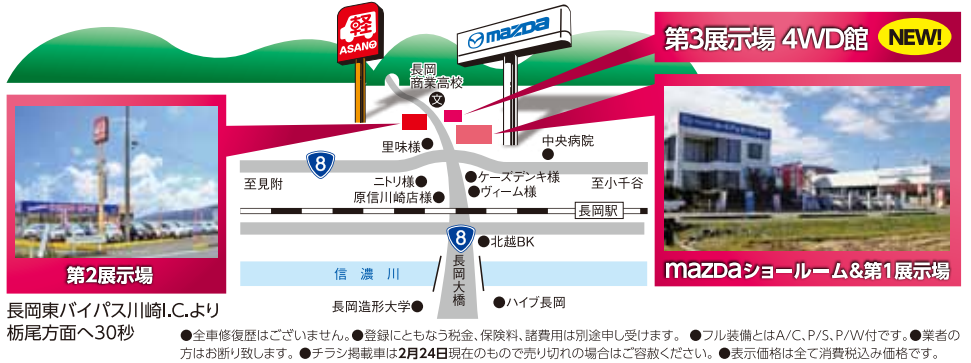 軽
ASANO
mazda
第3展示場 4WD館 NEW!
長岡
商業高校
文
里味様
中央病院
8
至見附
ニトリ様
原信川崎店様
ケーズデンキ様
ヴィーム様
至小千谷
長岡駅
8
北越BK
信濃川
長岡大橋
長岡造形大学
ハイブ長岡
第2展示場
mazDaショールーム&第1展示場
長岡東バイパス川崎I.C.より
栃尾方面へ30秒
●全車修復歴はございません。●登録にともなう税金、保険料、諸費用は別途申し受けます。 ●フル装備とはA/C、P/S、P/W付です。●業者の
方はお断り致します。 ●チラシ掲載車は2月24日現在のもので売り切れの場合はご容赦ください。 ●表示価格は全て消費税込み価格です。